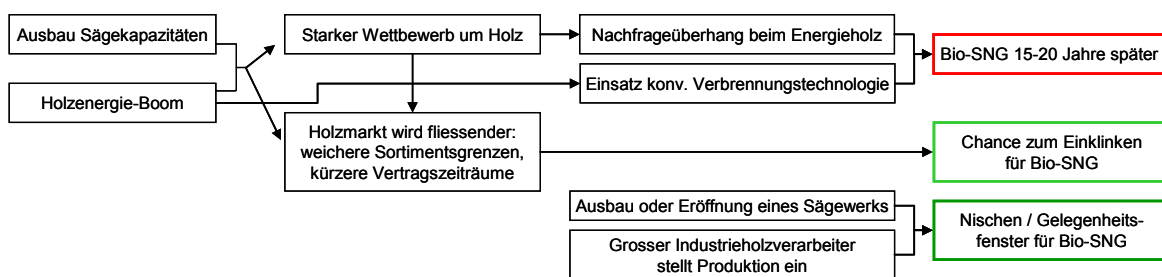 Ausbau Sägekapazitäten
Starker Wettbewerb um Holz
Nachfrageüberhang beim Energieholz
Bio-SNG 15-20 Jahre später
Holzenergie-Boom
Einsatz konv. Verbrennungstechnologie
Holzmarkt wird fliessender:
weichere Sortimentsgrenzen,
kürzere Vertragszeiträume
Chance zum Einklinken
für Bio-SNG
Ausbau oder Eröffnung eines Sägewerks
Grosser Industrieholzverarbeiter
stellt Produktion ein
Nischen / Gelegenheits-
fenster für Bio-SNG